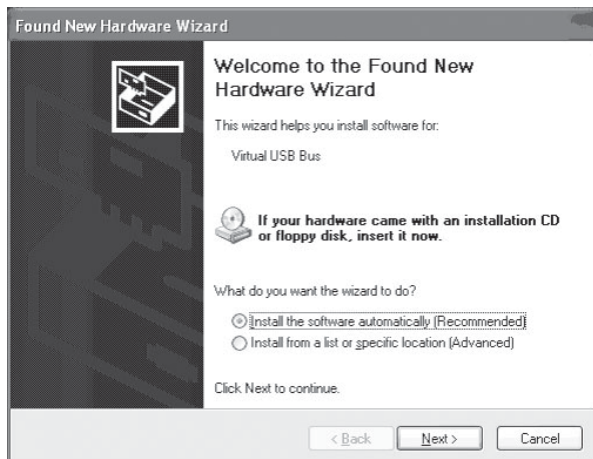 Found New Hardware Wizard
Welcome to the Found New
Hardware Wizard
This wizard helps you install software for:
Virtual USB Bus
If your hardware came with an installation CD
or floppy disk, insert it now.
What do you want the wizard to do?
Install the software automatically (Recommended)
Install from a list or specific location (Advanced)
Click Next to continue.
< Back Next > Cancel